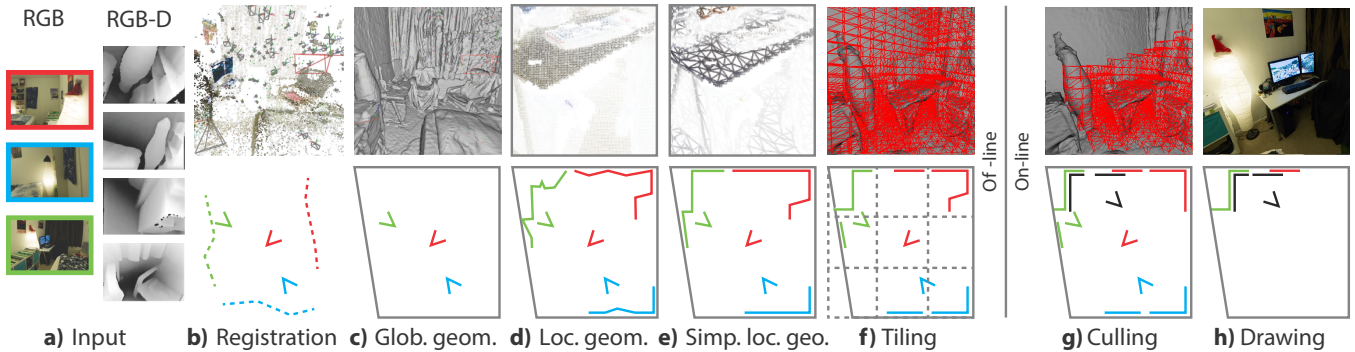 RGB
RGB-D
Of -line
On-line
a) Input
b) Registration
c) Glob. geom.
d) Loc. geom.
e) Simp. loc. geo.
f) Tiling
g) Culling
h) Drawing